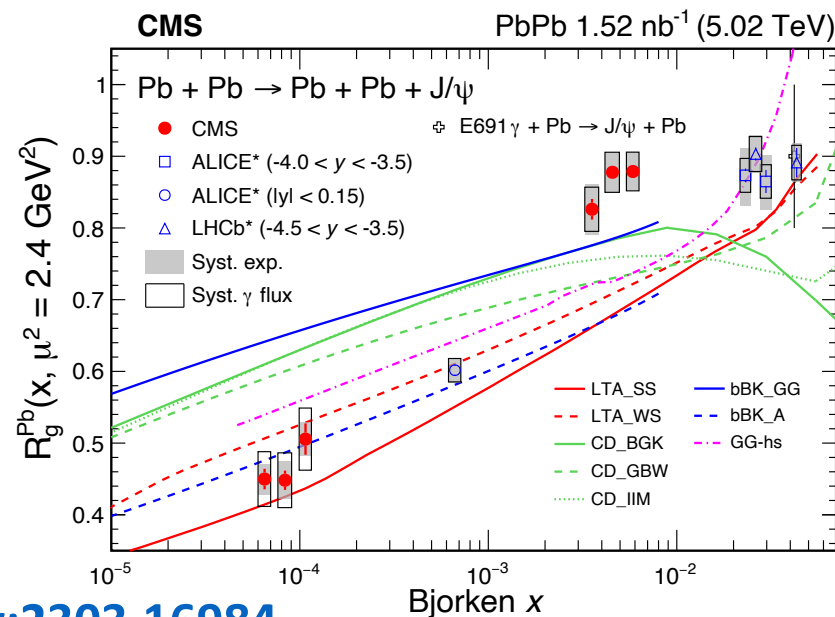 CMS
PbPb 1.52 nb⁻¹ (5.02 TeV)
Pb + Pb → Pb + Pb + J/ψ
CMS
E691 γ + Pb → J/ψ + Pb
ALICE* (-4.0 < y < -3.5)
ALICE* (lyl < 0.15)
LHCb* (-4.5 < y < -3.5)
Syst. exp.
Syst. γ flux
LTA_SS
LTA_WS
CD_BGK
CD_GBW
CD_IIM
bBK_GG
bBK_A
GG-hs
R_g^Pb(x, μ² = 2.4 GeV²)
1
0.9
0.8
0.7
0.6
0.5
0.4
10⁻⁵
10⁻⁴
10⁻³
10⁻²
Bjorken x